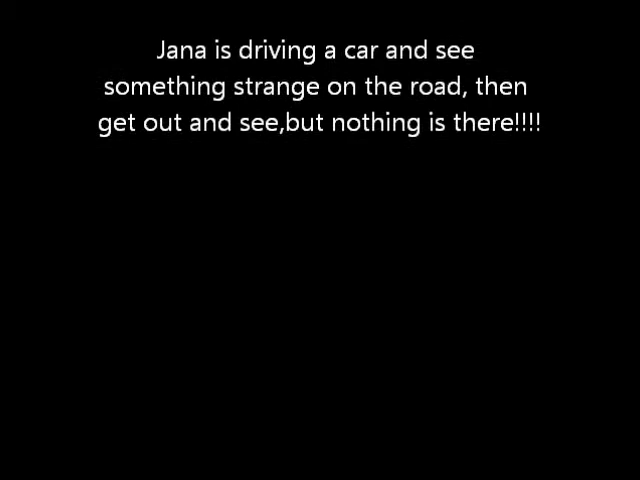 Jana is driving a car and see
something strange on the road, then
get out and see,but nothing is there!!!!